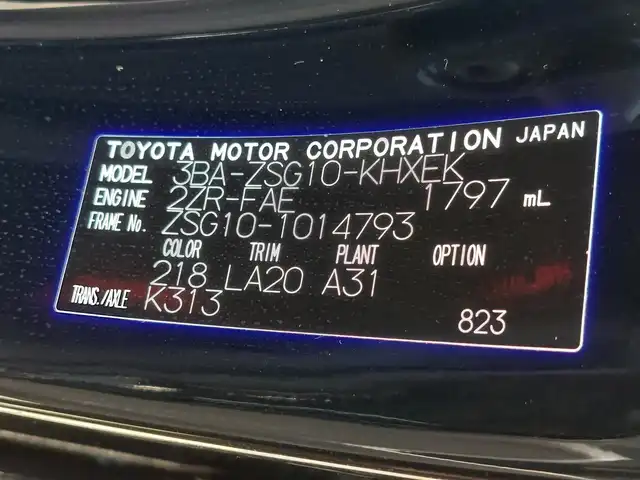 TOYOTA MOTOR CORPORATION JAPAN
MODEL 3BA-ZSG10-KHXEK
ENGINE 2ZR-FAE 1797 mL
FRAME No. ZSG10-1014793
COLOR TRIM PLANT OPTION
218 LA20 A31
TRANS./AXLE K313
823